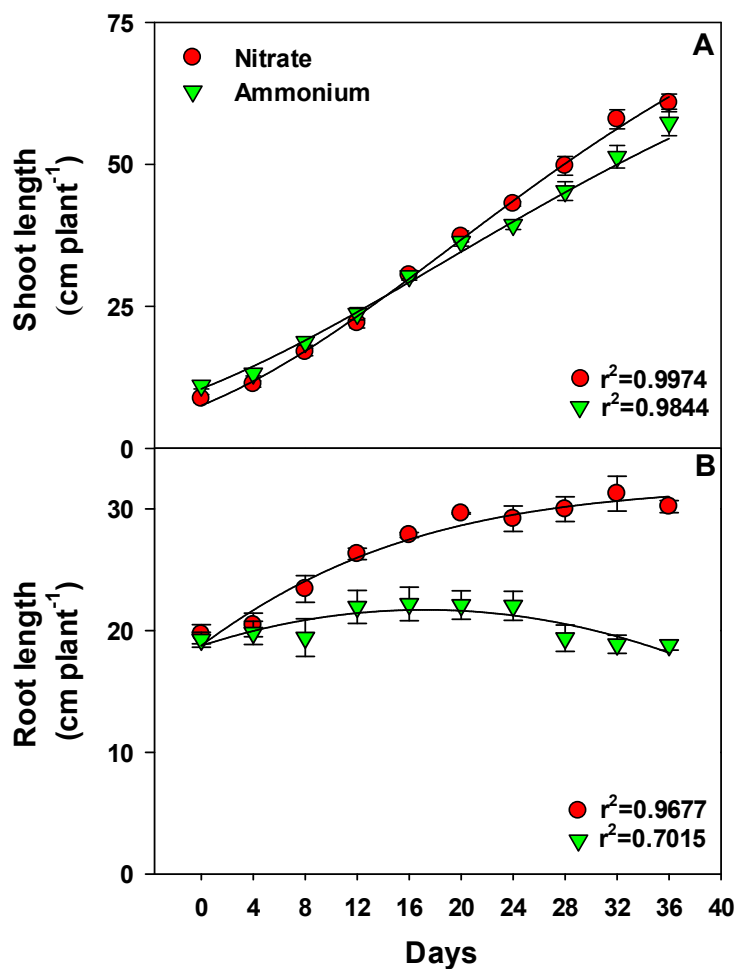 75
A
Nitrate
Ammonium
50
Shoot length
(cm plant⁻¹)
25
r²=0.9974
r²=0.9844
0
B
30
20
Root length
(cm plant⁻¹)
10
r²=0.9677
r²=0.7015
0
0 4 8 12 16 20 24 28 32 36 40
Days